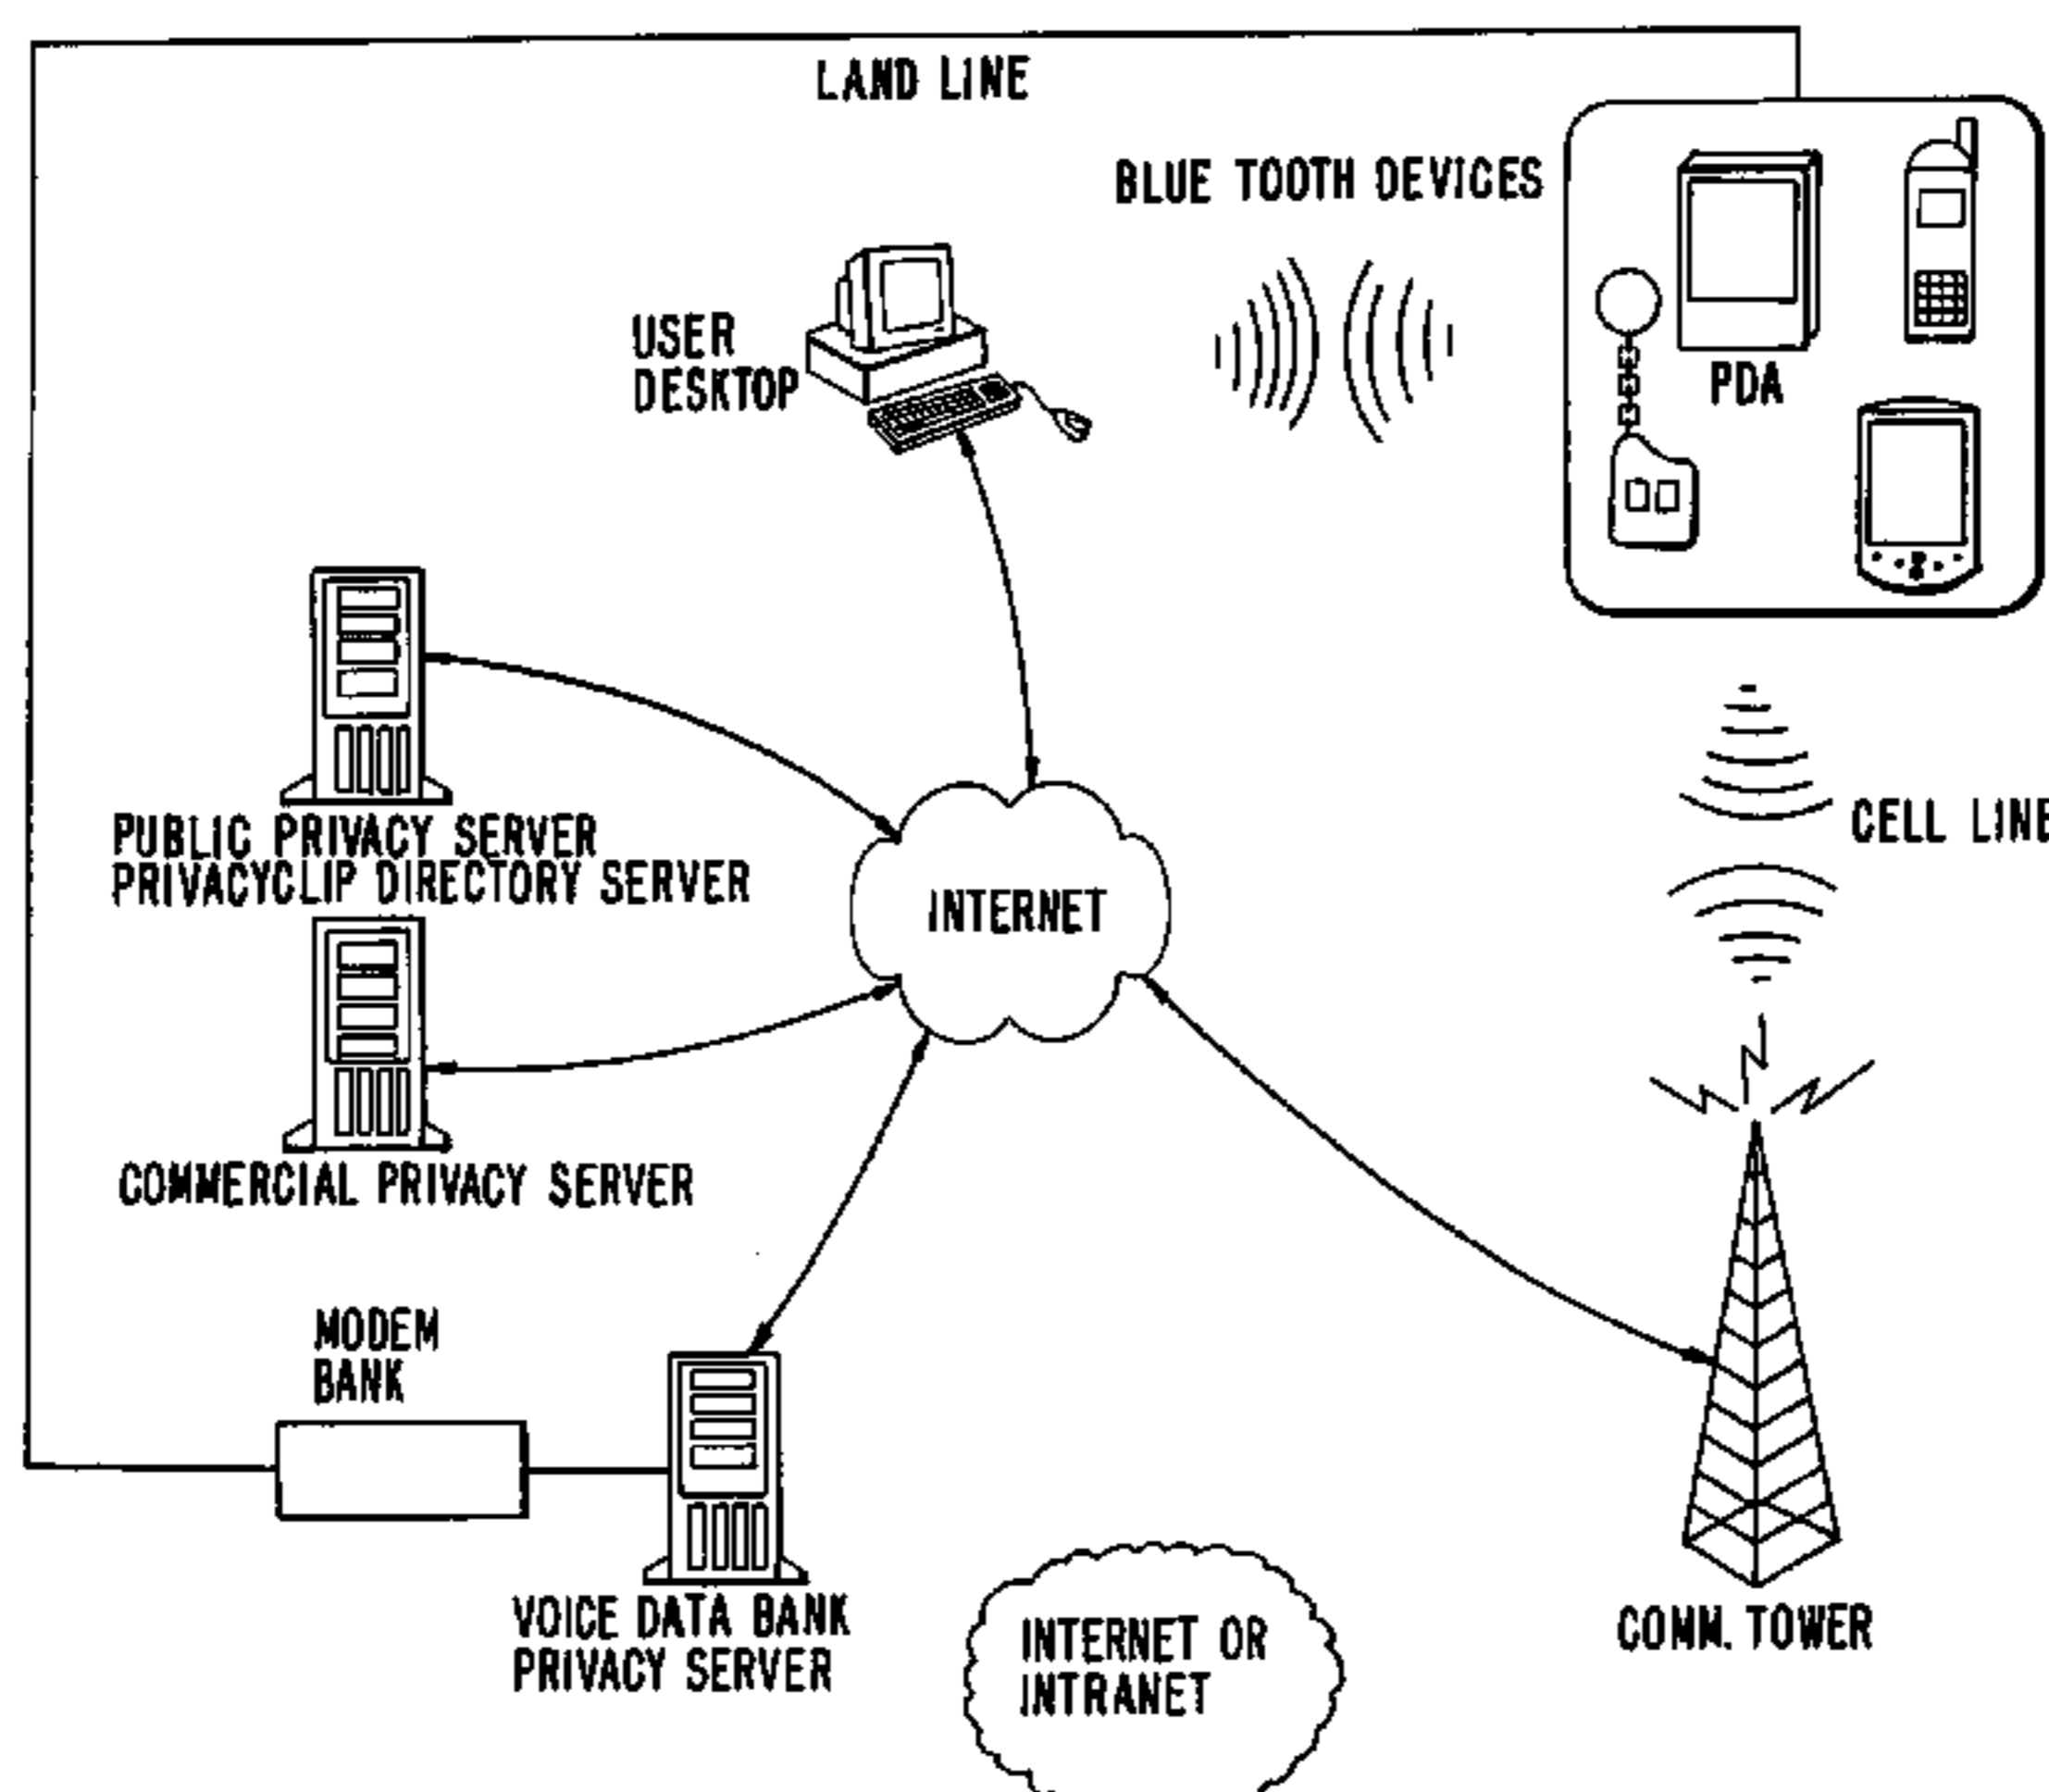 LAND LINE
BLUE TOOTH DEVICES
USER
DESKTOP
PDA
PUBLIC PRIVACY SERVER
PRIVACYCLIP DIRECTORY SERVER
CELL LINE
INTERNET
COMMERCIAL PRIVACY SERVER
MODEM
BANK
VOICE DATA BANK
PRIVACY SERVER
INTERNET OR
INTRANET
COMM. TOWER